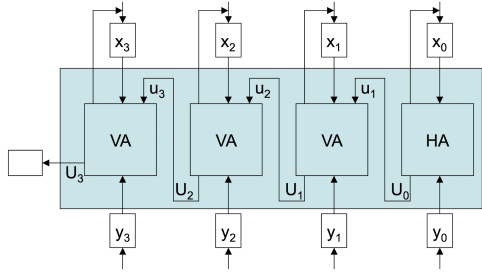 x₃ x₂ x₁ x₀
u₃ u₂ u₁
VA VA VA HA
U₃ U₂ U₁ U₀
y₃ y₂ y₁ y₀